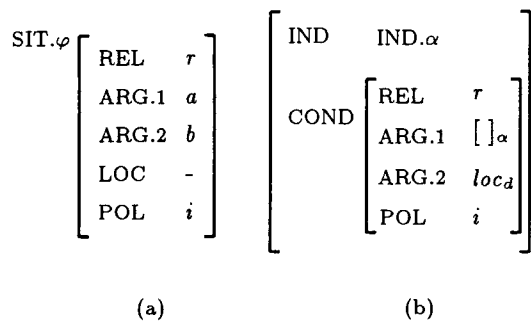 SIT.φ
REL r
ARG.1 a
ARG.2 b
LOC -
POL i
(a)
IND IND.α
COND
REL r
ARG.1 [ ]α
ARG.2 loc_d
POL i
(b)